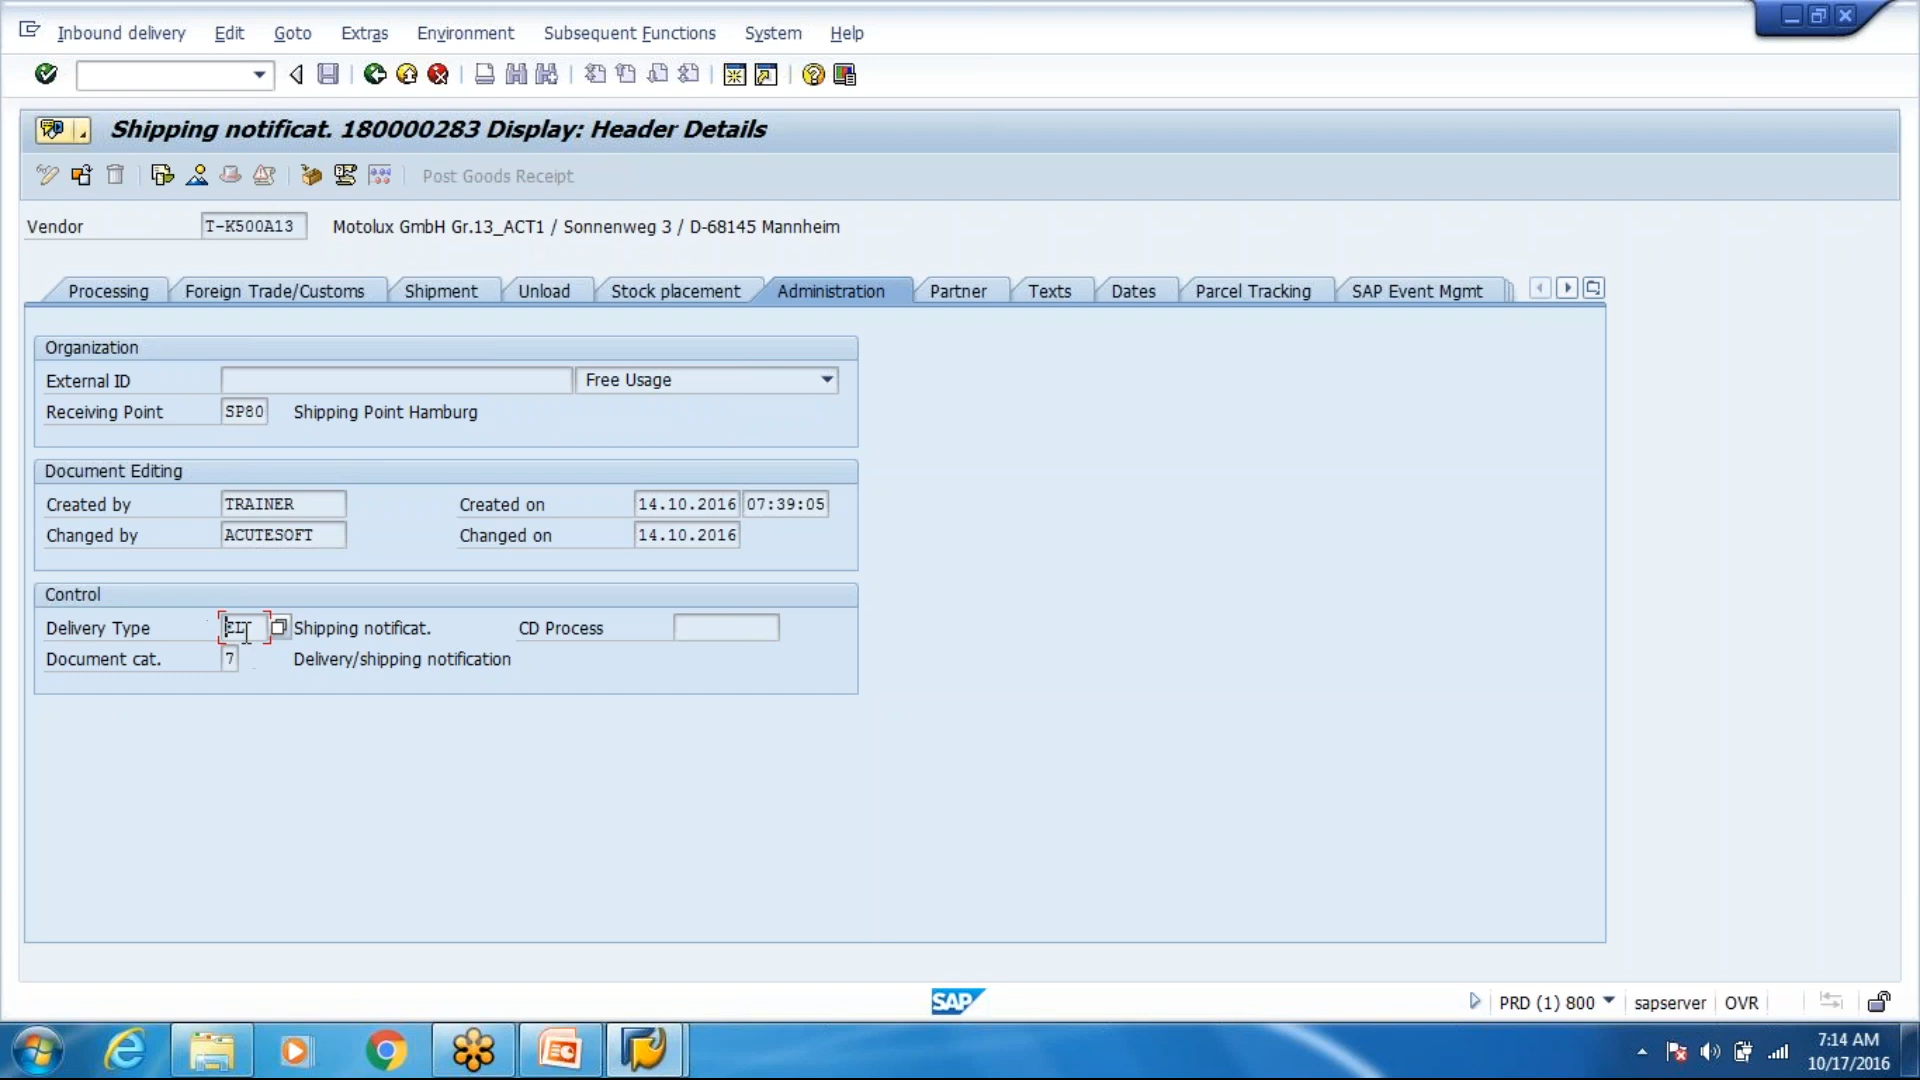 Inbound delivery Edit Goto Extras Environment Subsequent Functions System Help
Shipping notificat. 180000283 Display: Header Details
Post Goods Receipt
Vendor T-K500A13 Motolux GmbH Gr.13_ACT1 / Sonnenweg 3 / D-68145 Mannheim
Processing Foreign Trade/Customs Shipment Unload Stock placement Administration Partner Texts Dates Parcel Tracking SAP Event Mgmt
Organization
External ID Free Usage
Receiving Point SP80 Shipping Point Hamburg
Document Editing
Created by TRAINER Created on 14.10.2016 07:39:05
Changed by ACUTESOFT Changed on 14.10.2016
Control
Delivery Type EL Shipping notificat. CD Process
Document cat. 7 Delivery/shipping notification
SAP
PRD (1) 800 sapserver OVR
7:14 AM
10/17/2016